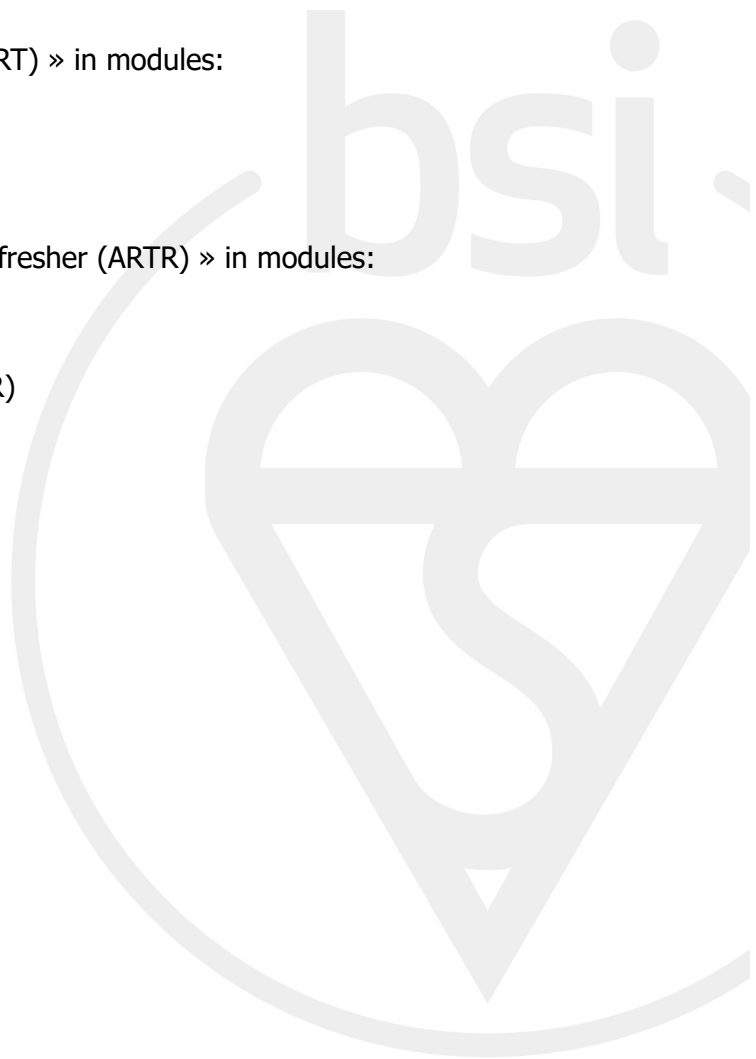 bsi
RT) » in modules:
fresher (ARTR) » in modules:
R)